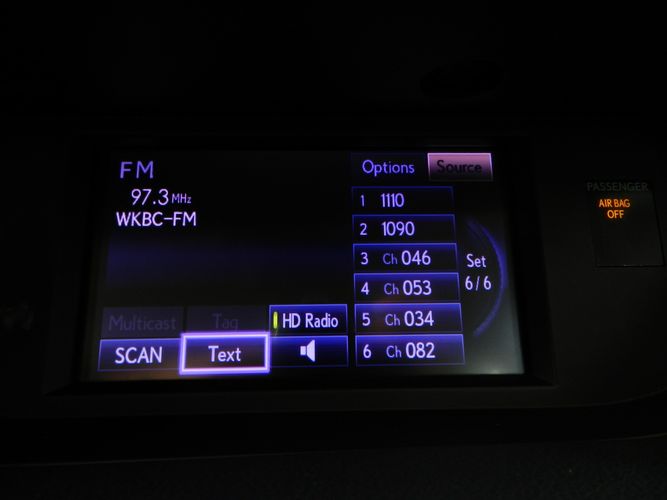 FM
97.3 MHz
WKBC-FM
Options
Source
1 1110
2 1090
3 Ch 046
4 Ch 053
5 Ch 034
6 Ch 082
Set
6/6
Multicast
Tag
HD Radio
SCAN
Text
PASSENGER
AIR BAG
OFF